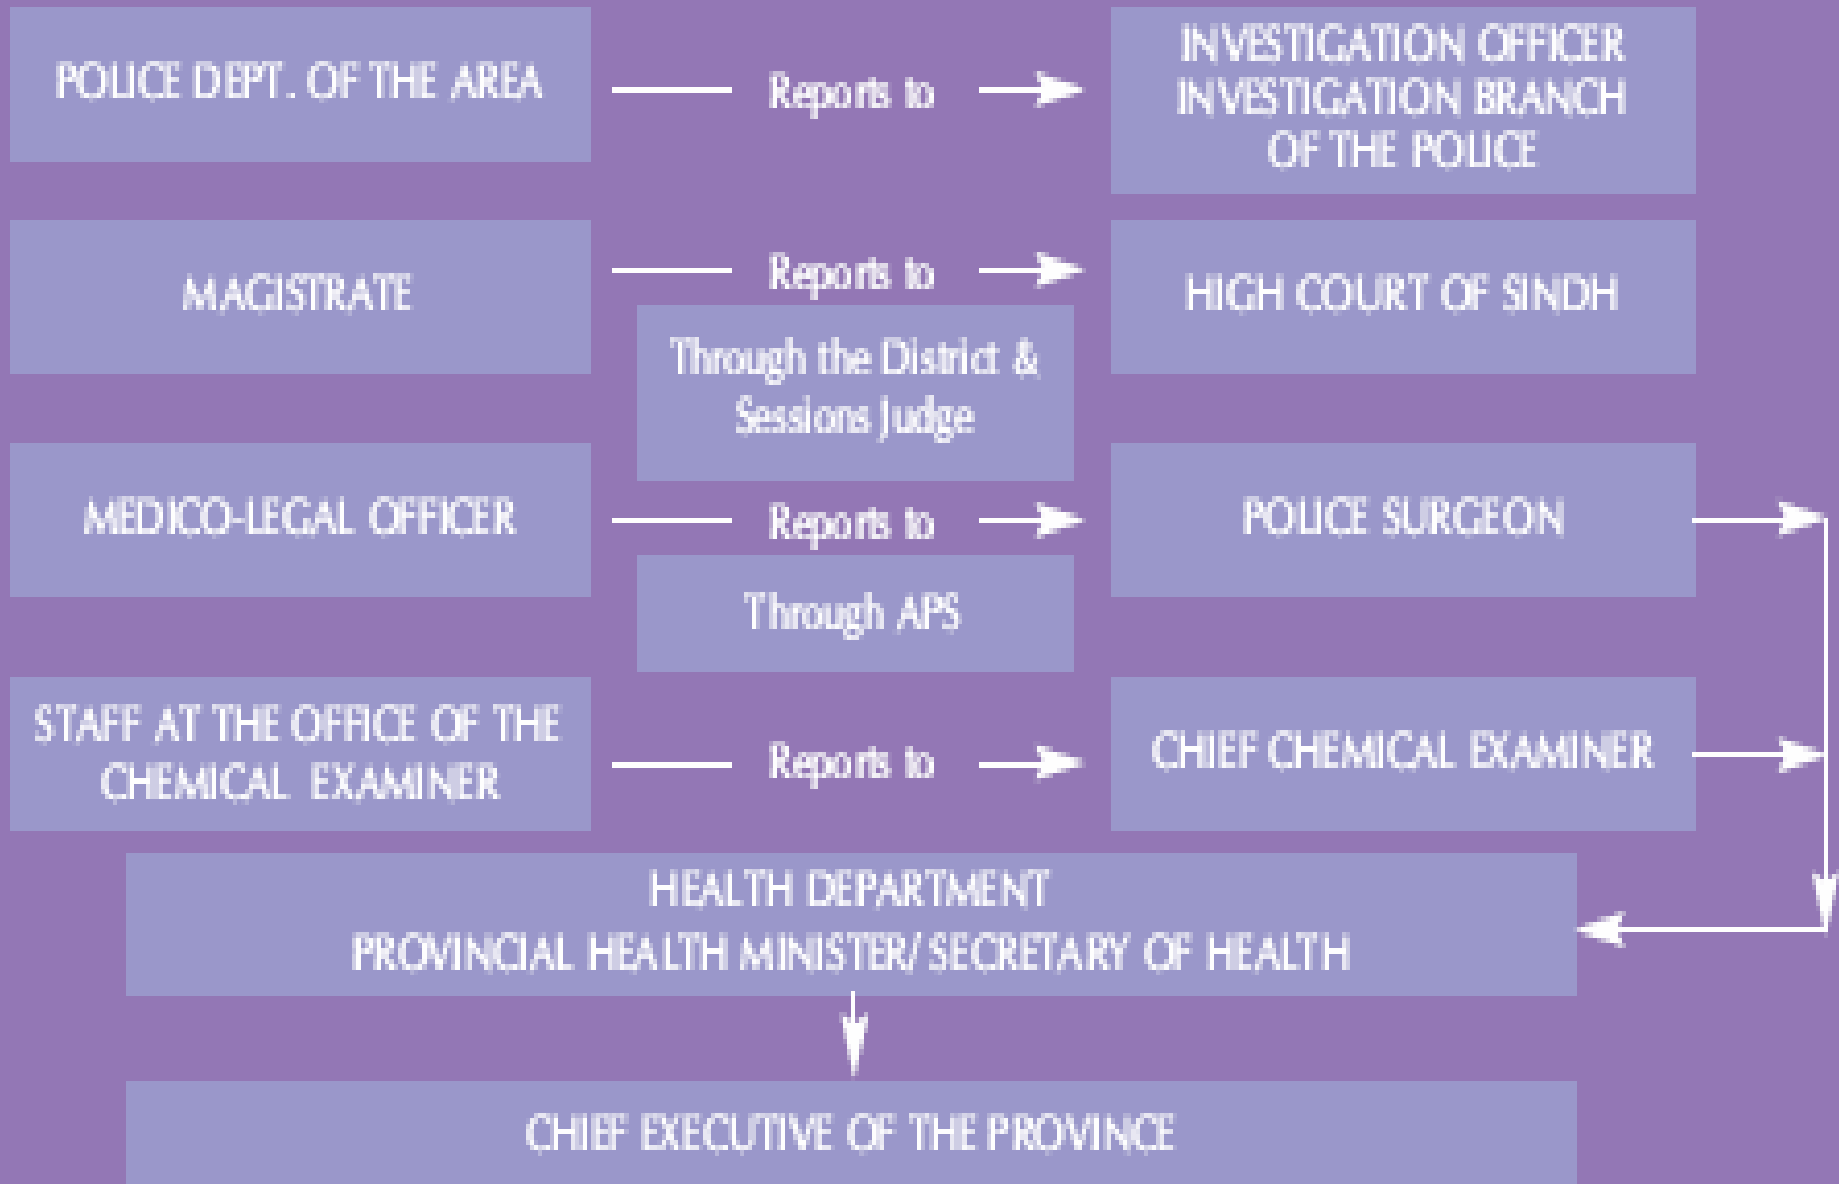 POLICE DEPT. OF THE AREA
Reports to
INVESTIGATION OFFICER
INVESTIGATION BRANCH
OF THE POLICE
MAGISTRATE
Reports to
Through the District &
Sessions Judge
HIGH COURT OF SINDH
MEDICO-LEGAL OFFICER
Reports to
Through APS
POLICE SURGEON
STAFF AT THE OFFICE OF THE
CHEMICAL EXAMINER
Reports to
CHIEF CHEMICAL EXAMINER
HEALTH DEPARTMENT
PROVINCIAL HEALTH MINISTER/ SECRETARY OF HEALTH
CHIEF EXECUTIVE OF THE PROVINCE